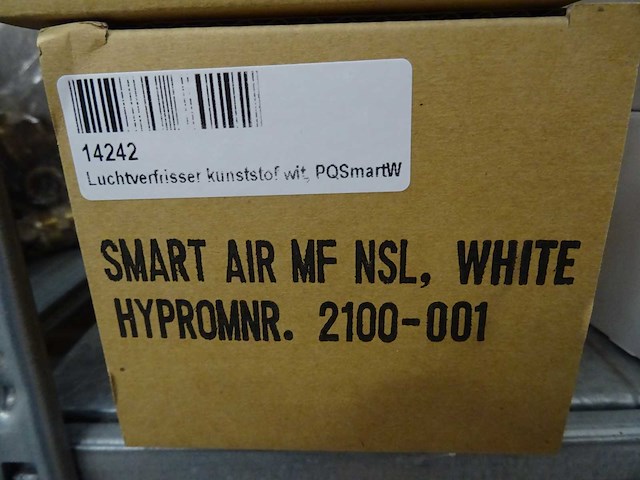 14242
Luchtverfrisser kunststof wit, PQSmartW
SMART AIR MF NSL, WHITE
HYPROMNR. 2100-001